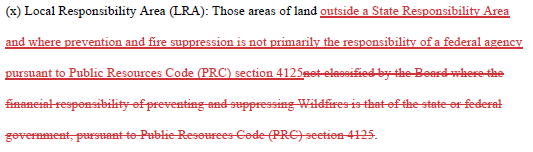 (x) Local Responsibility Area (LRA): Those areas of land outside a State Responsibility Area
and where prevention and fire suppression is not primarily the responsibility of a federal agency
pursuant to Public Resources Code (PRC) section 4125not classified by the Board where the
financial responsibility of preventing and suppressing Wildfires is that of the state or federal
government, pursuant to Public Resources Code (PRC) section 4125.